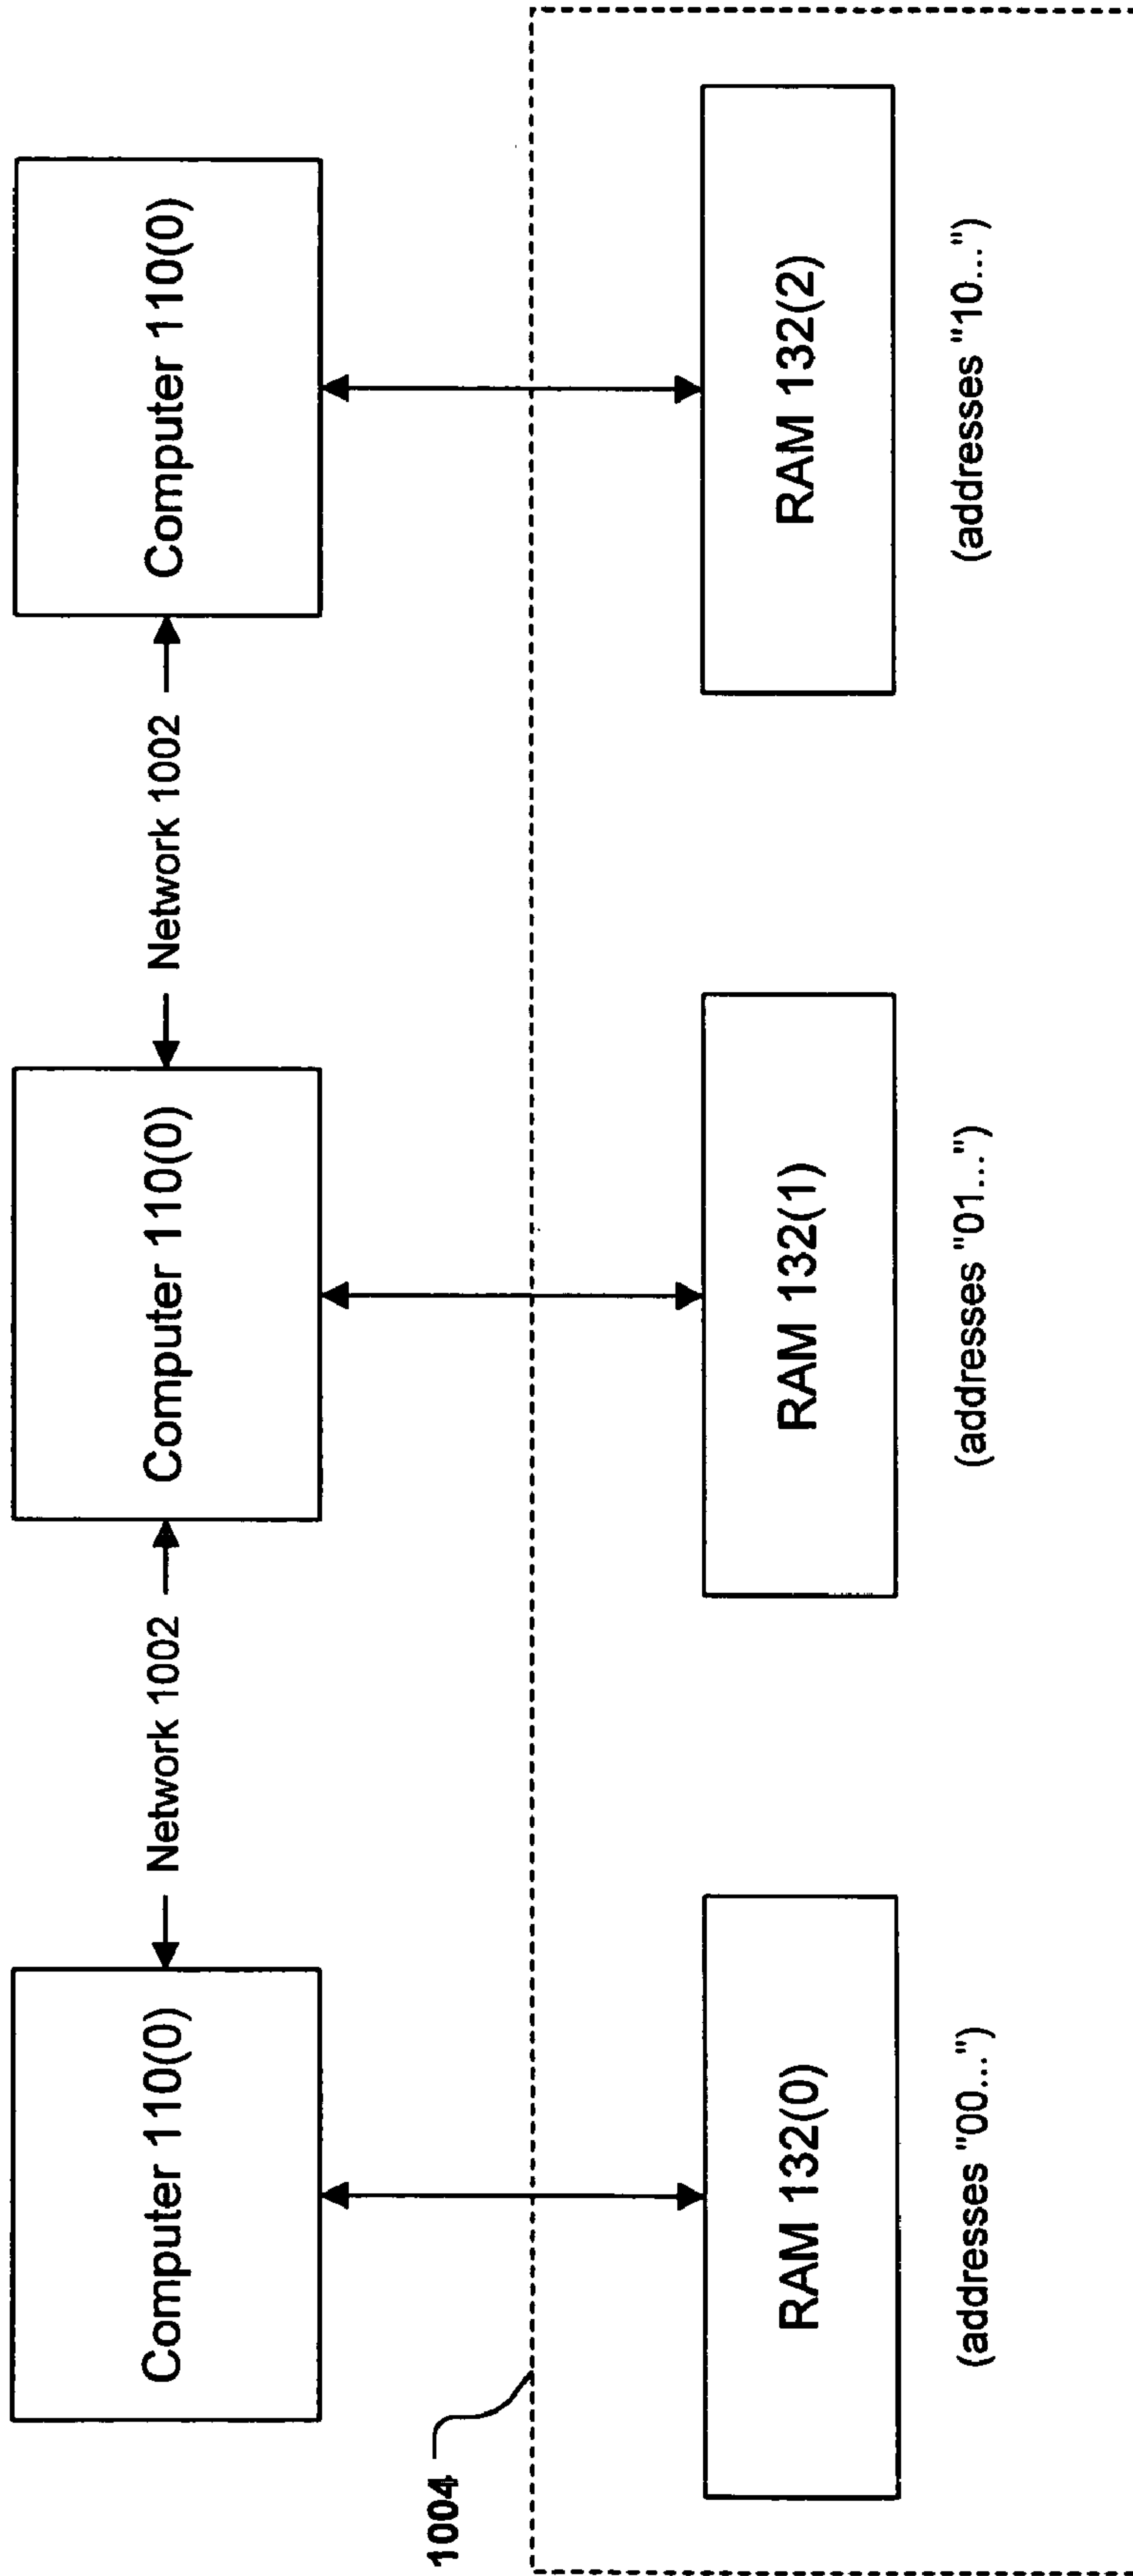 Computer 110(0)
Network 1002
Computer 110(0)
Network 1002
Computer 110(0)
1004
RAM 132(0)
RAM 132(1)
RAM 132(2)
(addresses "00...")
(addresses "01...")
(addresses "10...")